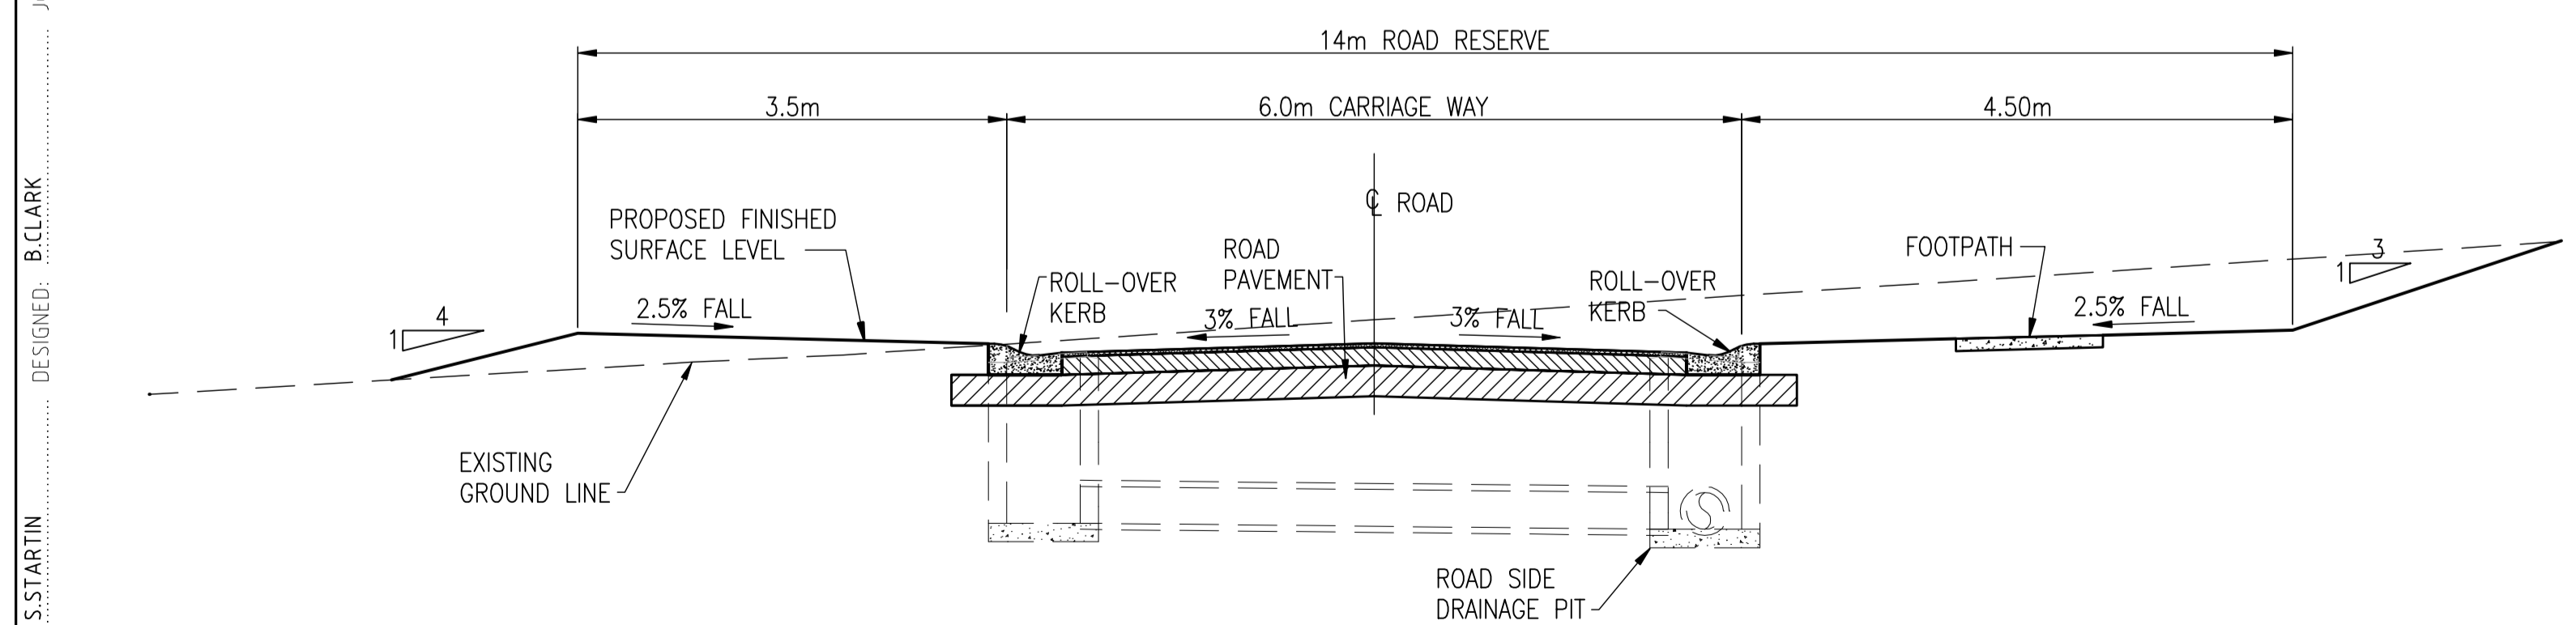 14m ROAD RESERVE
3.5m
6.0m CARRIAGE WAY
4.50m
℄ ROAD
PROPOSED FINISHED
SURFACE LEVEL
ROAD
PAVEMENT
FOOTPATH
ROLL-OVER
KERB
ROLL-OVER
KERB
3
1
4
1
2.5% FALL
3% FALL
3% FALL
2.5% FALL
EXISTING
GROUND LINE
ROAD SIDE
DRAINAGE PIT
DESIGNED: B.CLARK
S.STARTIN